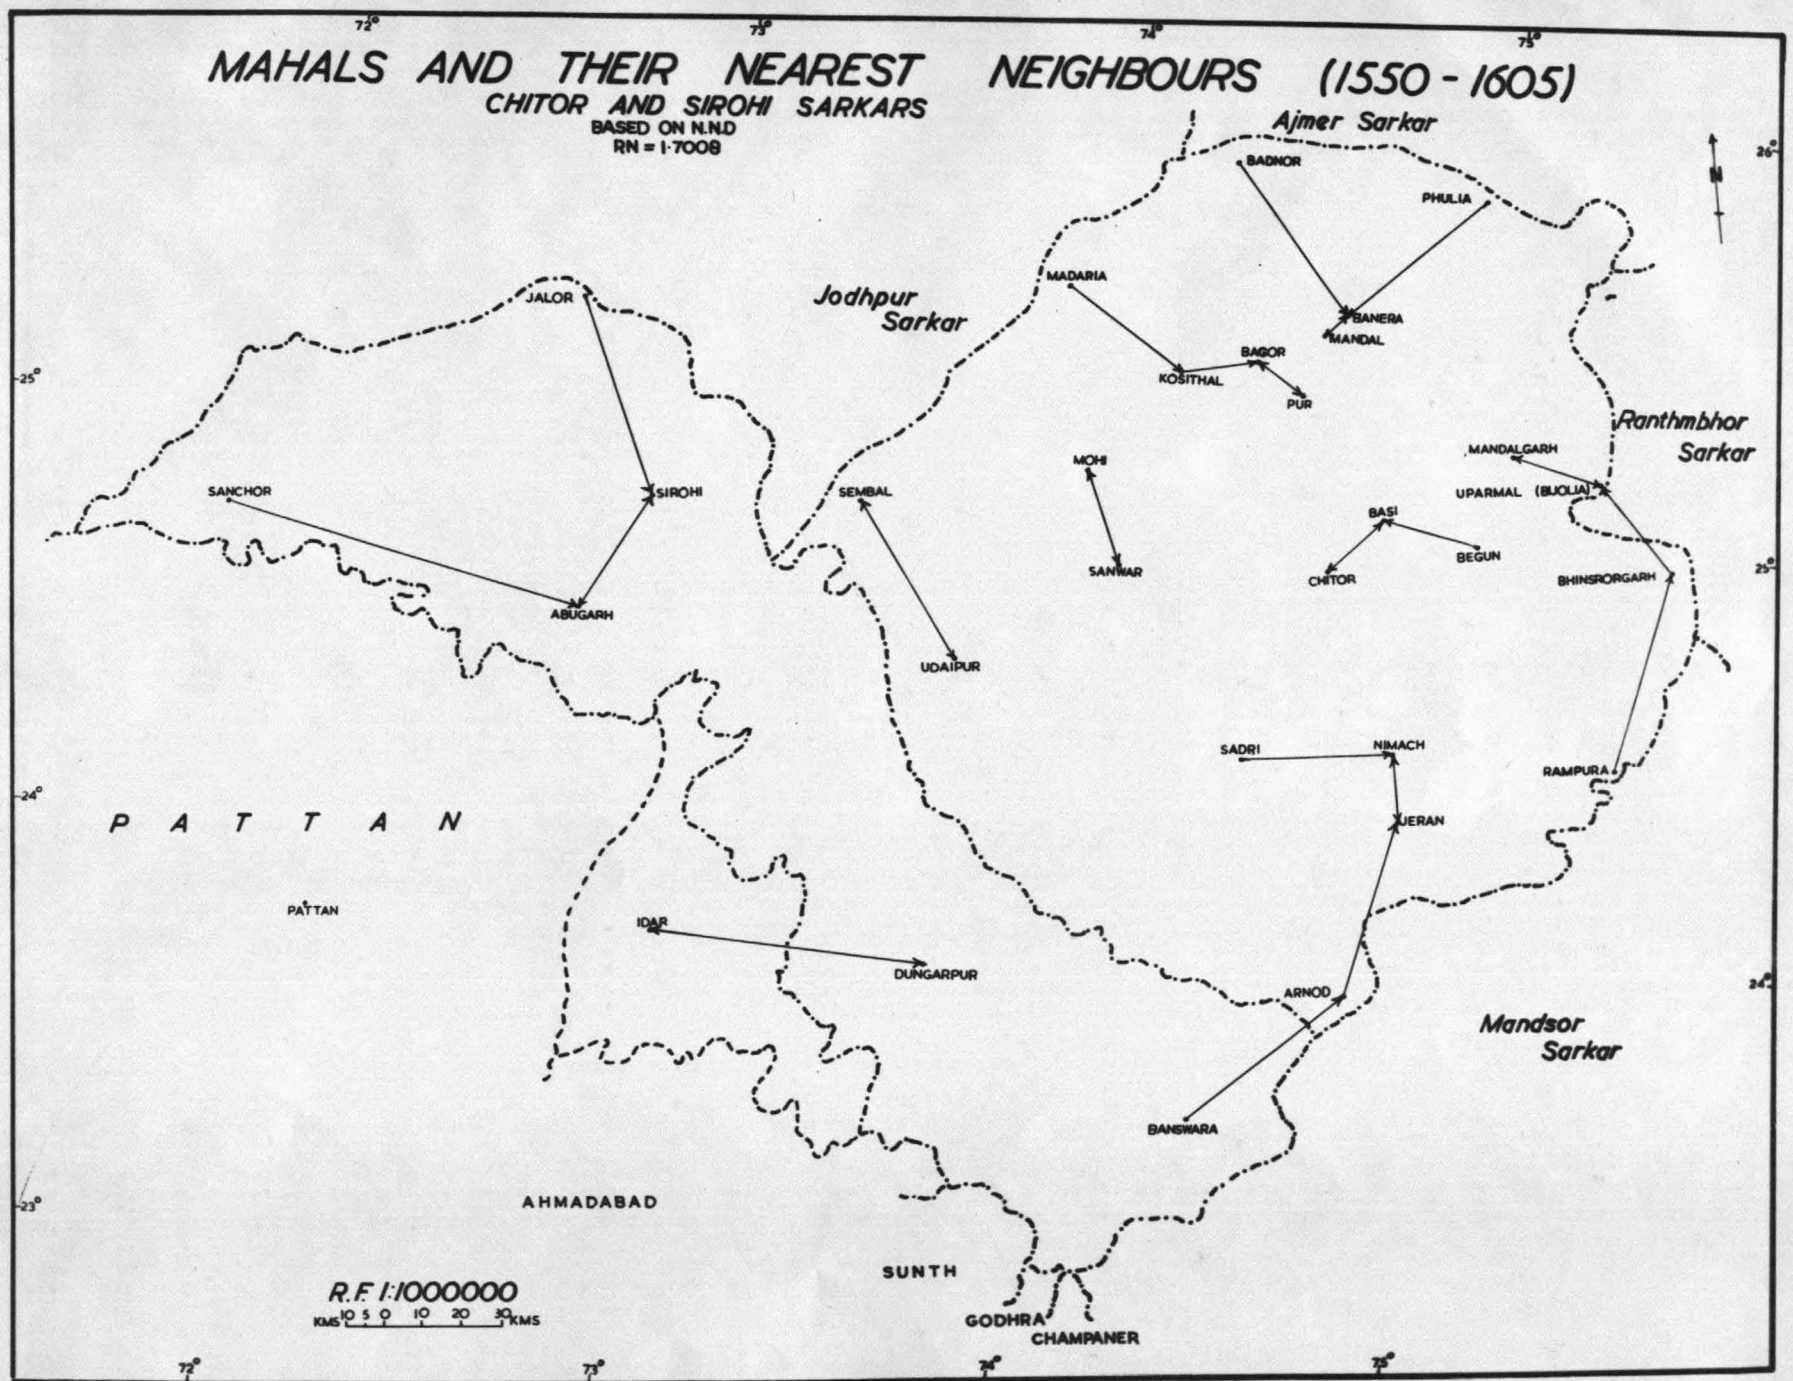 72°
73°
74°
75°
MAHALS AND THEIR NEAREST NEIGHBOURS (1550 - 1605)
CHITOR AND SIROHI SARKARS
BASED ON N.N.D
RN = 1·7008
Ajmer Sarkar
26°
N
BADNOR
PHULIA
MADARIA
JALOR
Jodhpur
Sarkar
BANERA
MANDAL
BAGOR
25°
KOSITHAL
PUR
Ranthmbhor
Sarkar
MANDALGARH
MOHI
SANCHOR
SIROHI
SEMBAL
UPARMAL (BIJOLIA)
BASI
BEGUN
SANWAR
CHITOR
BHINSRORGARH
25°
ABUGARH
UDAIPUR
SADRI
NIMACH
RAMPURA
24°
PATTAN
JERAN
PATTAN
IDAR
DUNGARPUR
ARNOD
24°
Mandsor
Sarkar
BANSWARA
23°
AHMADABAD
SUNTH
R.F. 1:1000000
KMS 10 5 0 10 20 30 KMS
GODHRA
CHAMPANER
72°
73°
74°
75°